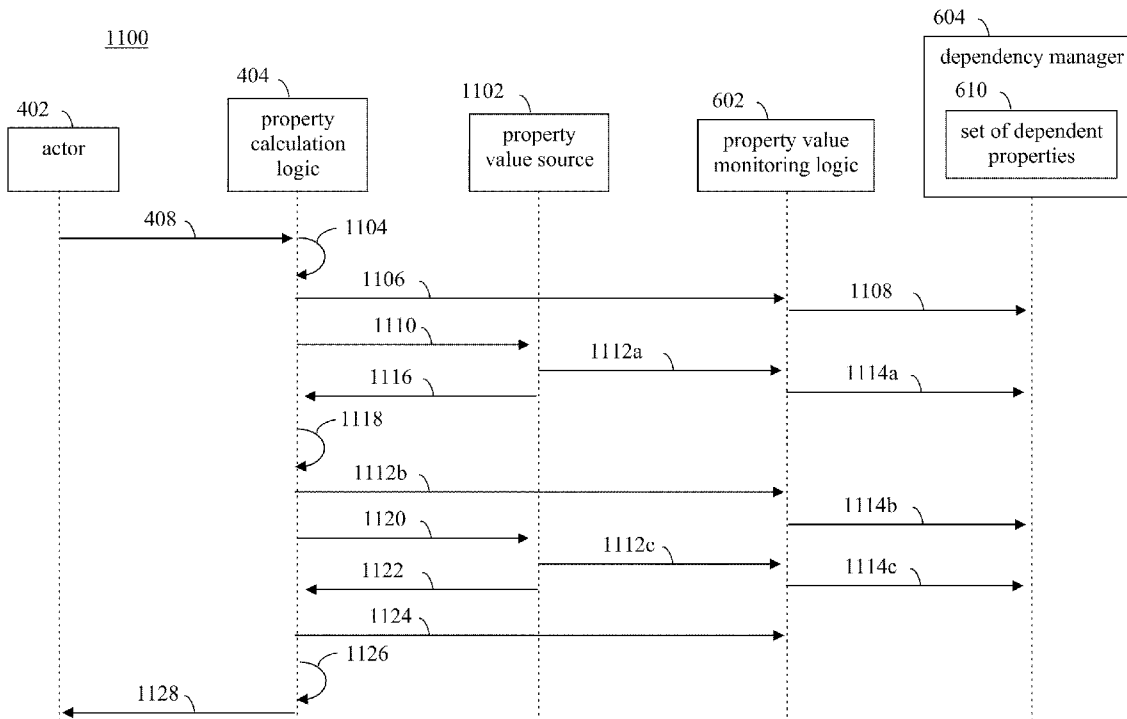 1100
604
dependency manager
610
set of dependent
properties
404
property
calculation
logic
1102
property
value source
602
property value
monitoring logic
402
actor
408
1104
1106
1108
1110
1112a
1116
1114a
1118
1112b
1114b
1120
1112c
1122
1114c
1124
1126
1128